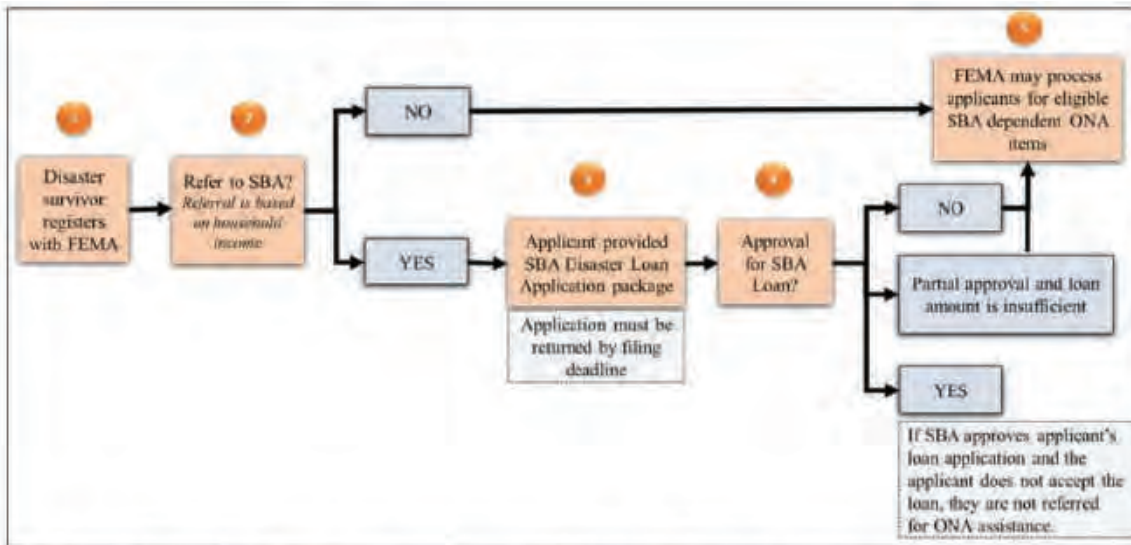 2
Disaster
survivor
registers
with FEMA
Refer to SBA?
Referral is based
on household
income
NO
YES
Applicant provided
SBA Disaster Loan
Application package
Application must be
returned by filing
deadline
Approval
for SBA
Loan?
FEMA may process
applicants for eligible
SBA dependent ONA
items
NO
Partial approval and loan
amount is insufficient
YES
If SBA approves applicant's
loan application and the
applicant does not accept the
loan, they are not referred
for ONA assistance.